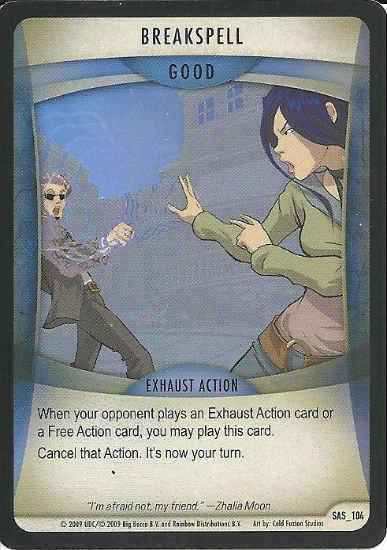 BREAKSPELL
GOOD
EXHAUST ACTION
When your opponent plays an Exhaust Action card or
a Free Action card, you may play this card.
Cancel that Action. It's now your turn.
"I'm afraid not, my friend." —Zhalia Moon
SAS_104
© 2009 UDC/© 2009 Big Bocca B.V. and Rainbow Distributions B.V. Art by: Cold Fuzion Studios